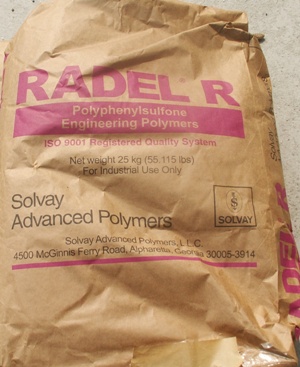 RADEL R
Polyphenylsulfone
Engineering Polymers
ISO 9001 Registered Quality System
Net weight 25 kg (55.115 lbs)
For Industrial Use Only
Solvay
Advanced Polymers
SOLVAY
Solvay Advanced Polymers, L.L.C.
4500 McGinnis Ferry Road, Alpharetta, Georgia 30005-3914